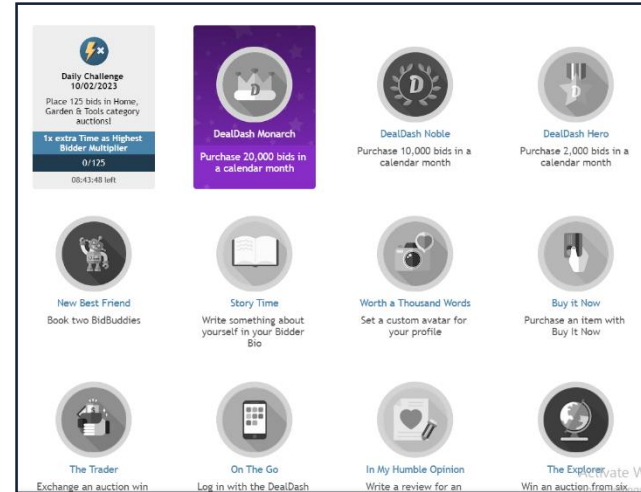 Daily Challenge
10/02/2023
Place 125 bids in Home,
Garden & Tools category
auctions!
1x extra Time as Highest
Bidder Multiplier
0/125
08:43:48 left
DealDash Monarch
Purchase 20,000 bids in
a calendar month
DealDash Noble
Purchase 10,000 bids in a
calendar month
DealDash Hero
Purchase 2,000 bids in a
calendar month
New Best Friend
Book two BidBuddies
Story Time
Write something about
yourself in your Bidder
Bio
Worth a Thousand Words
Set a custom avatar for
your profile
Buy it Now
Purchase an item with
Buy It Now
The Trader
Exchange an auction win
On The Go
Log in with the DealDash
In My Humble Opinion
Write a review for an
The Explorer
Win an auction from six
Activate W